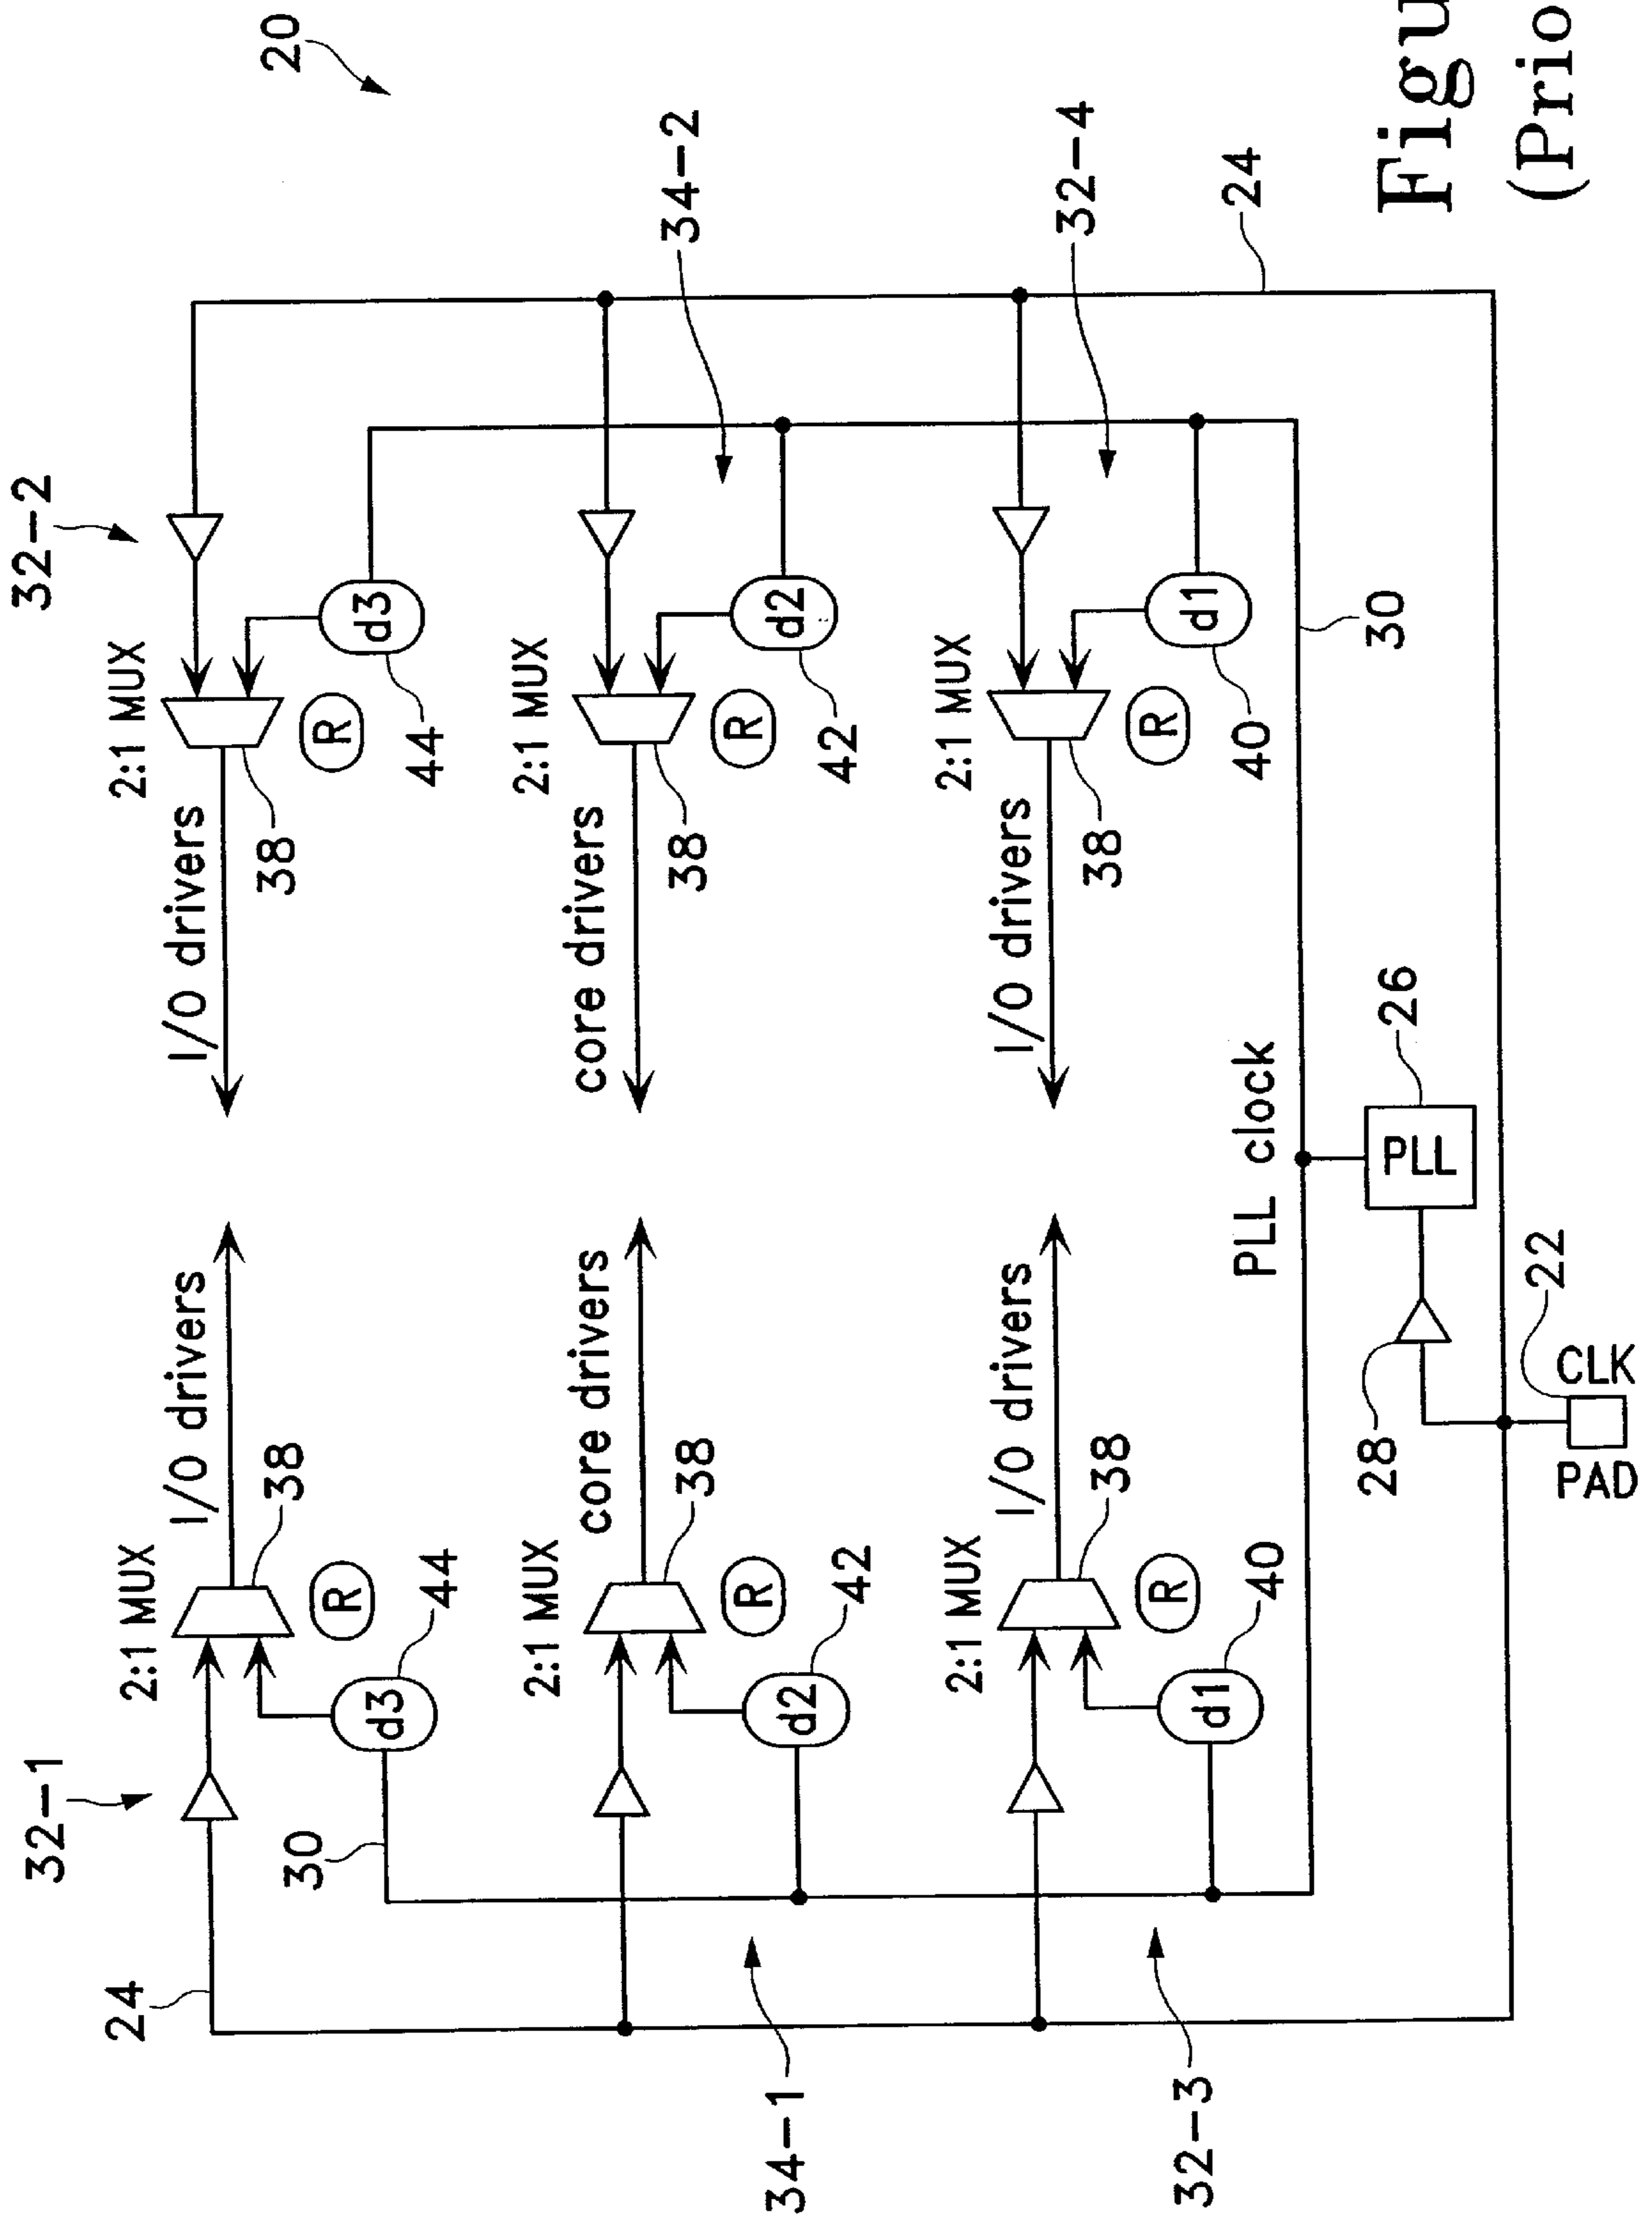 20
32-1
32-2
24
2:1 MUX
I/O drivers
38
R
d3
44
30
I/O drivers
2:1 MUX
38
R
d3
44
34-1
2:1 MUX
core drivers
38
R
d2
42
core drivers
2:1 MUX
38
R
d2
42
34-2
32-3
2:1 MUX
I/O drivers
38
R
d1
40
I/O drivers
2:1 MUX
38
R
d1
40
32-4
PLL clock
30
24
28
PLL
26
22
PAD
CLK
Figu
(Prio